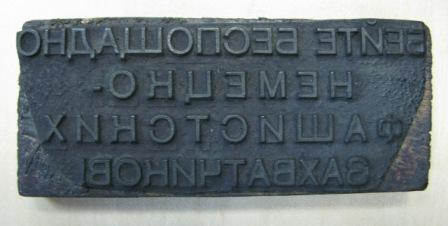 БЕЙТЕ БЕСПОЩАДНО
НЕМЕЦКО-
ФАШИСТСКИХ
ЗАХВАТЧИКОВ!